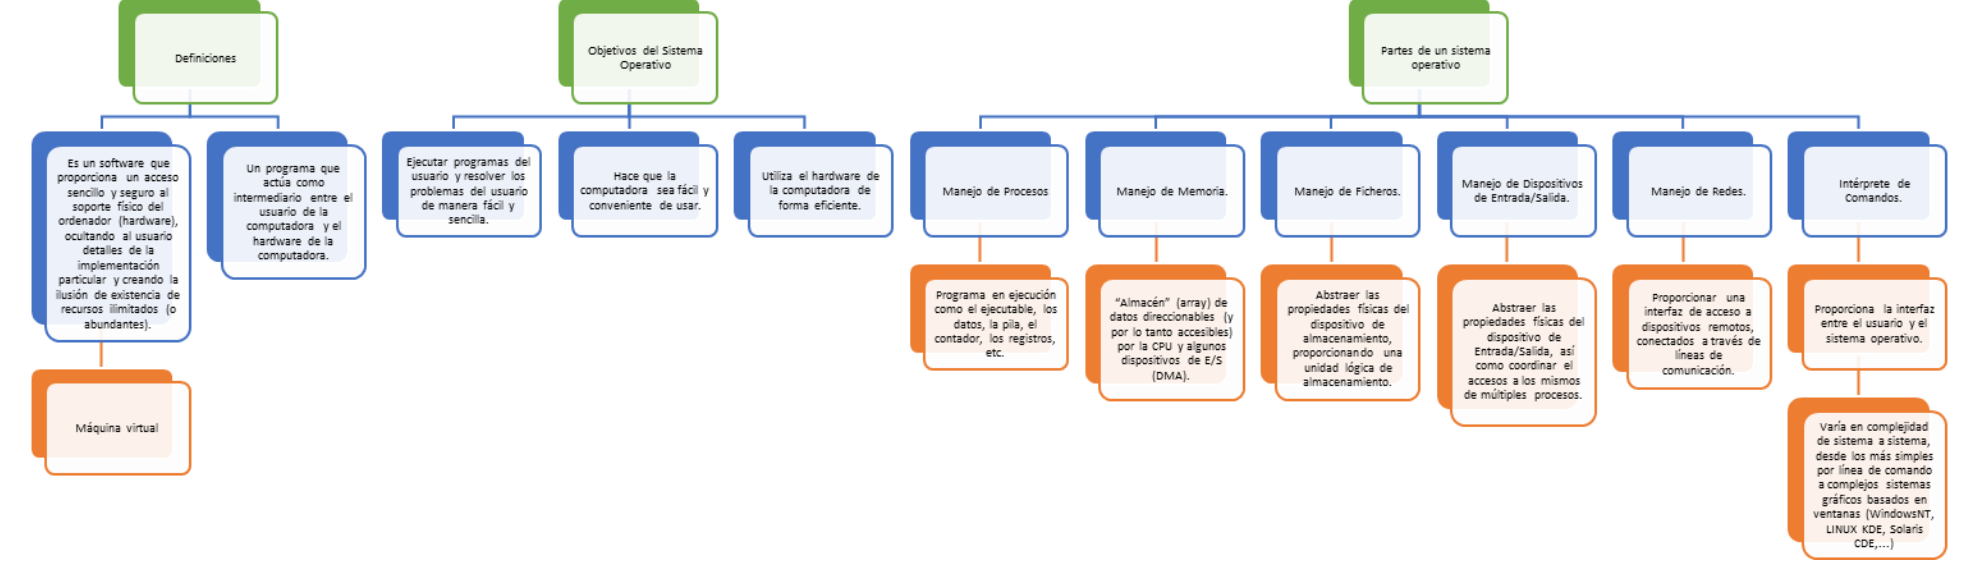 Definiciones
Es un software que
proporciona un acceso
sencillo y seguro al
soporte físico del
ordenador (hardware),
ocultando al usuario
detalles de la
implementación
particular y creando la
ilusión de existencia de
recursos ilimitados (o
abundantes).
Máquina virtual
Un programa que
actúa como
intermediario entre el
usuario de la
computadora y el
hardware de la
computadora.
Objetivos del Sistema
Operativo
Ejecutar programas del
usuario y resolver los
problemas del usuario
de manera fácil y
sencilla.
Hace que la
computadora sea fácil y
conveniente de usar.
Utiliza el hardware de
la computadora de
forma eficiente.
Partes de un sistema
operativo
Manejo de Procesos
Programa en ejecución
como el ejecutable, los
datos, la pila, el
contador, los registros,
etc.
Manejo de Memoria.
"Almacén" (array) de
datos direccionables (y
por lo tanto accesibles)
por la CPU y algunos
dispositivos de E/S
(DMA).
Manejo de Ficheros.
Abstraer las
propiedades físicas del
dispositivo de
almacenamiento,
proporcionando una
unidad lógica de
almacenamiento.
Manejo de Dispositivos
de Entrada/Salida.
Abstraer las
propiedades físicas del
dispositivo de
Entrada/Salida, así
como coordinar el
accesos a los mismos
de múltiples procesos.
Manejo de Redes.
Proporcionar una
interfaz de acceso a
dispositivos remotos,
conectados a través de
líneas de
comunicación.
Intérprete de
Comandos.
Proporciona la interfaz
entre el usuario y el
sistema operativo.
Varía en complejidad
de sistema a sistema,
desde los más simples
por línea de comando
a complejos sistemas
gráficos basados en
ventanas (WindowsNT,
LINUX KDE, Solaris
CDE,...)